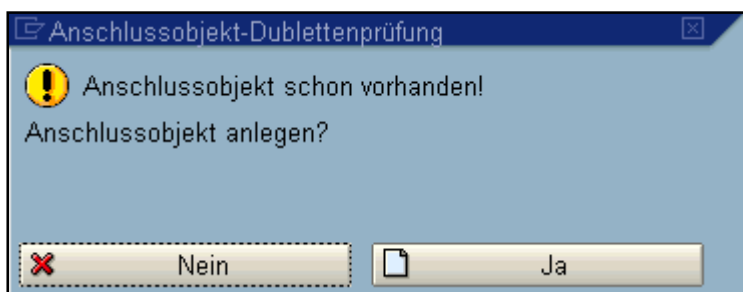 Anschlussobjekt-Dublettenprüfung
Anschlussobjekt schon vorhanden!
Anschlussobjekt anlegen?
Nein Ja